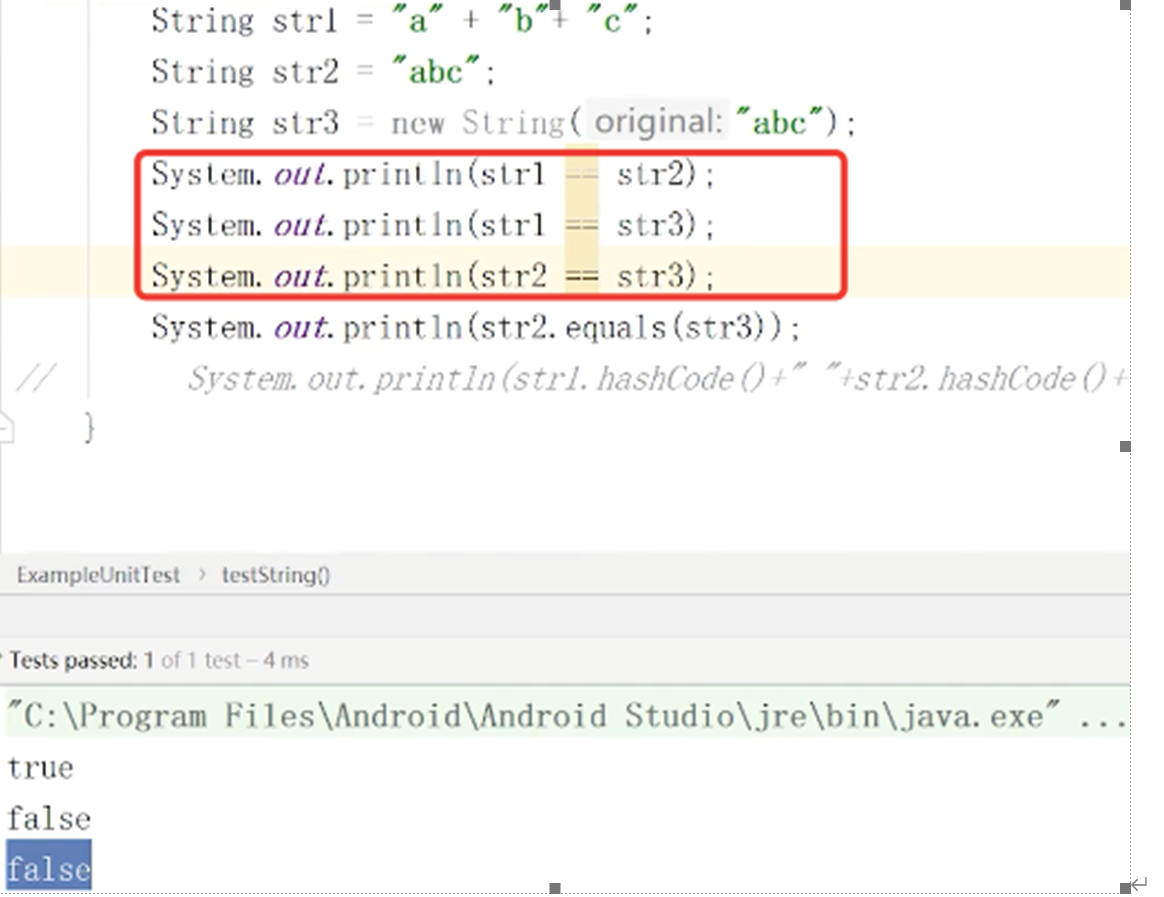 String str1 = "a" + "b"+ "c";
String str2 = "abc";
String str3 = new String( original: "abc");
System.out.println(str1 == str2);
System.out.println(str1 == str3);
System.out.println(str2 == str3);
System.out.println(str2.equals(str3));
// System.out.println(str1.hashCode()+" "+str2.hashCode()+
}
ExampleUnitTest › testString()
Tests passed: 1 of 1 test – 4 ms
"C:\Program Files\Android\Android Studio\jre\bin\java.exe" ...
true
false
false